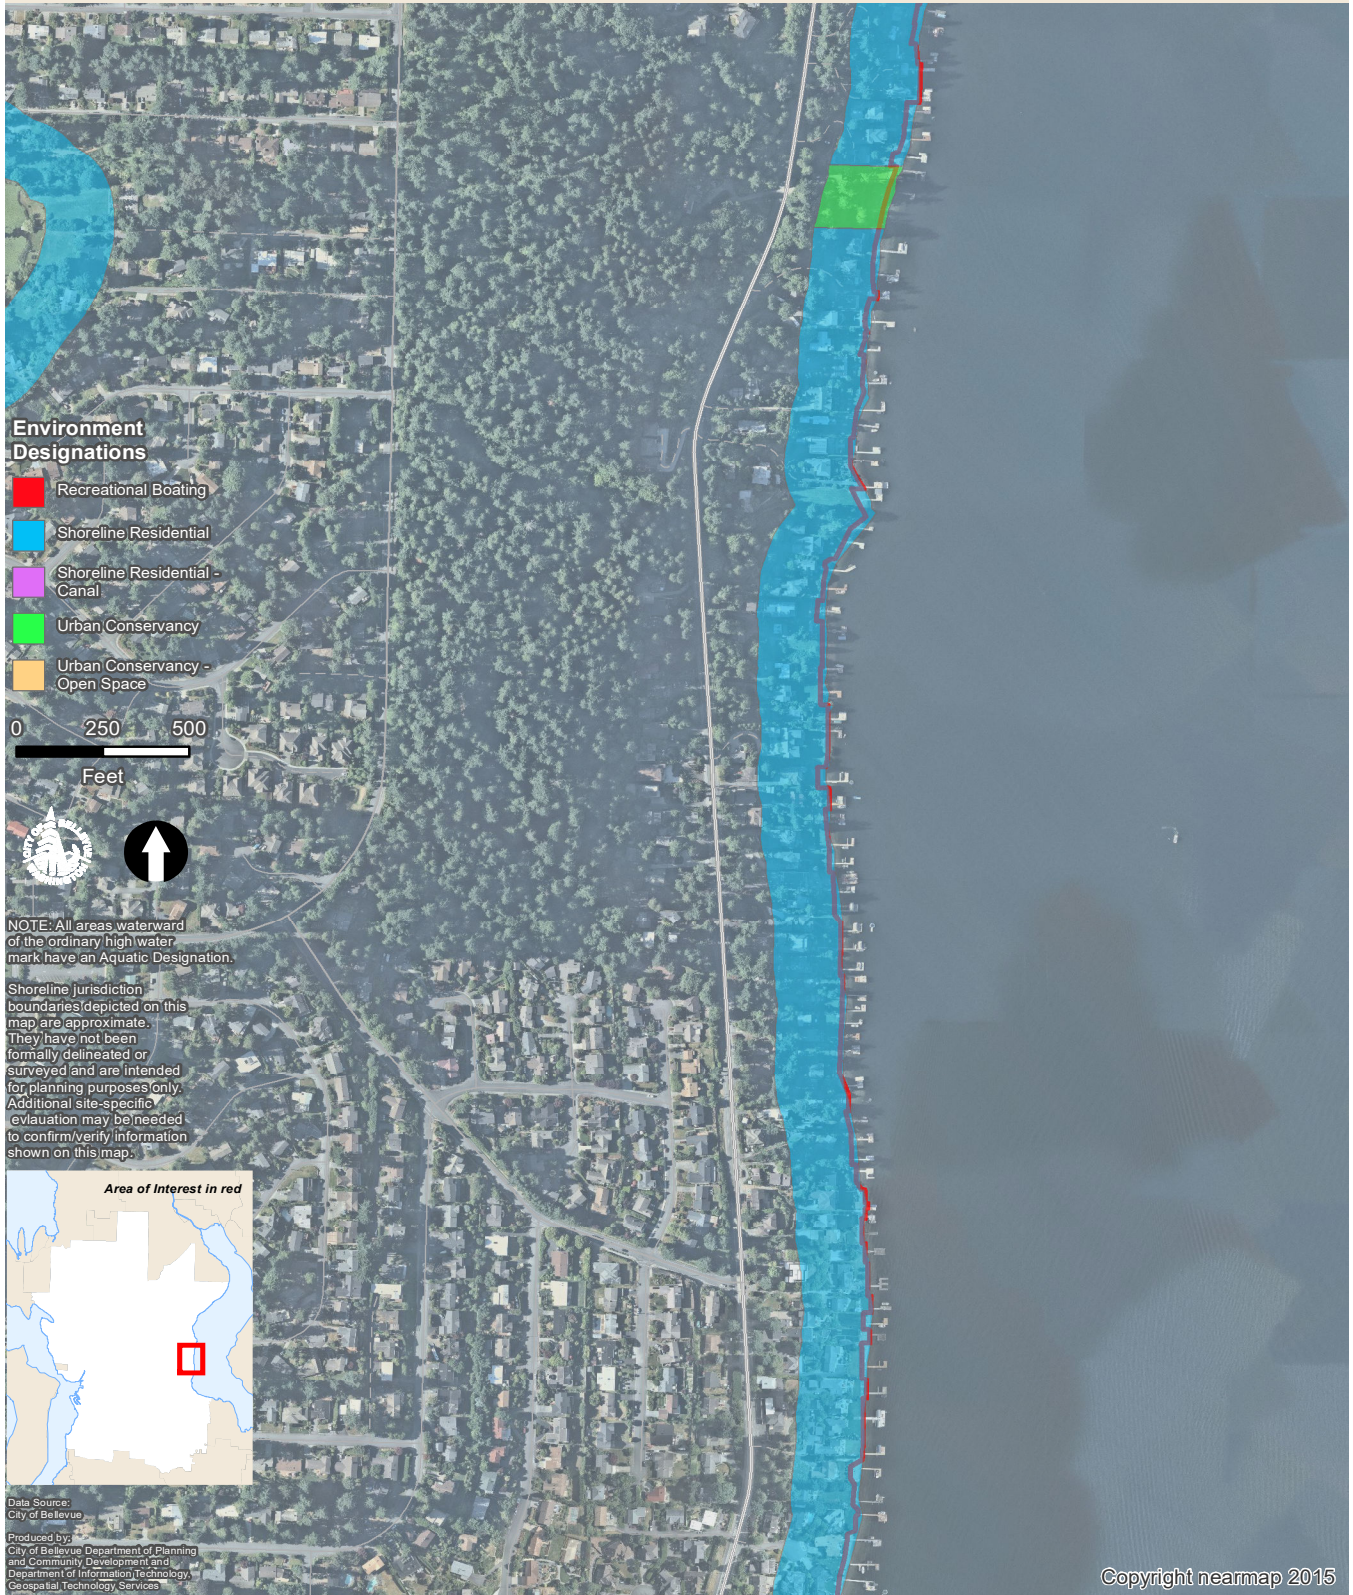 Environment
Designations
Recreational Boating
Shoreline Residential
Shoreline Residential -
Canal
Urban Conservancy
Urban Conservancy -
Open Space
0 250 500
Feet
NOTE: All areas waterward
of the ordinary high water
mark have an Aquatic Designation.
Shoreline jurisdiction
boundaries depicted on this
map are approximate.
They have not been
formally delineated or
surveyed and are intended
for planning purposes only.
Additional site-specific
evlauation may be needed
to confirm/verify information
shown on this map.
Area of Interest in red
Data Source:
City of Bellevue
Produced by:
City of Bellevue Department of Planning
and Community Development and
Department of Information Technology,
Geospatial Technology Services
Copyright nearmap 2015